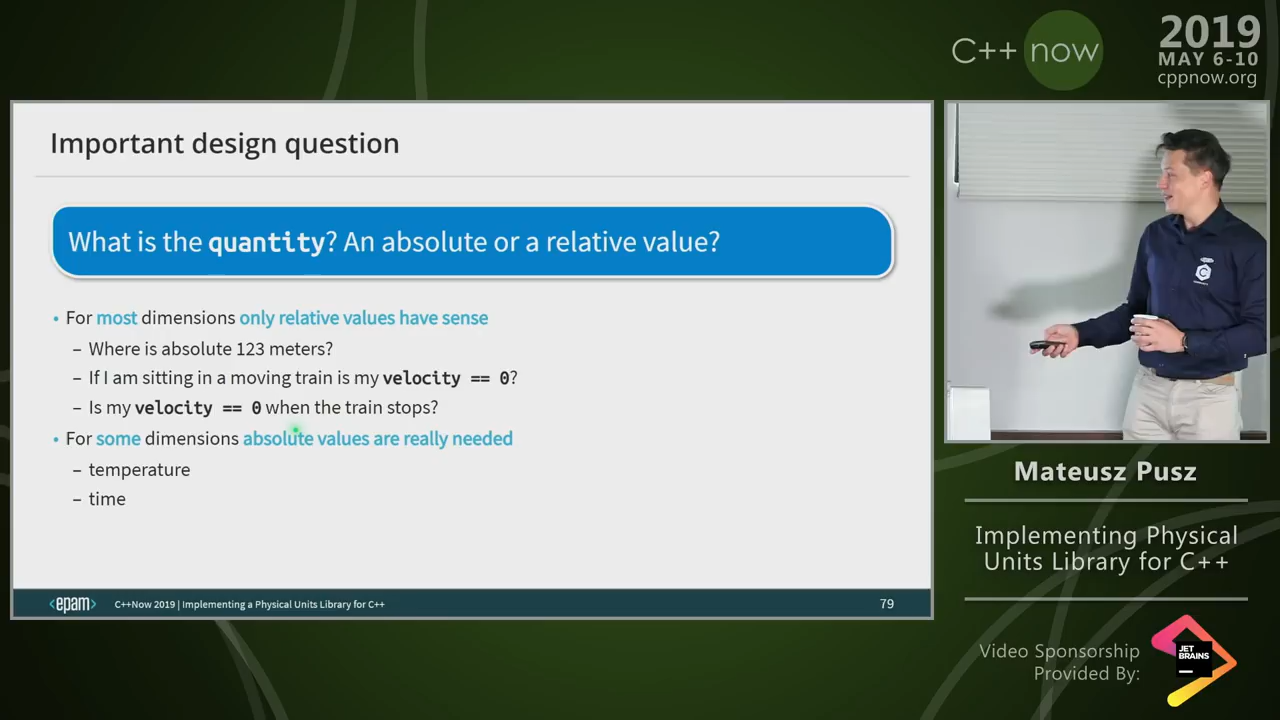 C++ now
2019
MAY 6-10
cppnow.org
Important design question
What is the quantity? An absolute or a relative value?
• For most dimensions only relative values have sense
– Where is absolute 123 meters?
– If I am sitting in a moving train is my velocity == 0?
– Is my velocity == 0 when the train stops?
• For some dimensions absolute values are really needed
– temperature
– time
<epam>
C++Now 2019 | Implementing a Physical Units Library for C++
79
Mateusz Pusz
Implementing Physical
Units Library for C++
Video Sponsorship
Provided By:
JET
BRAINS